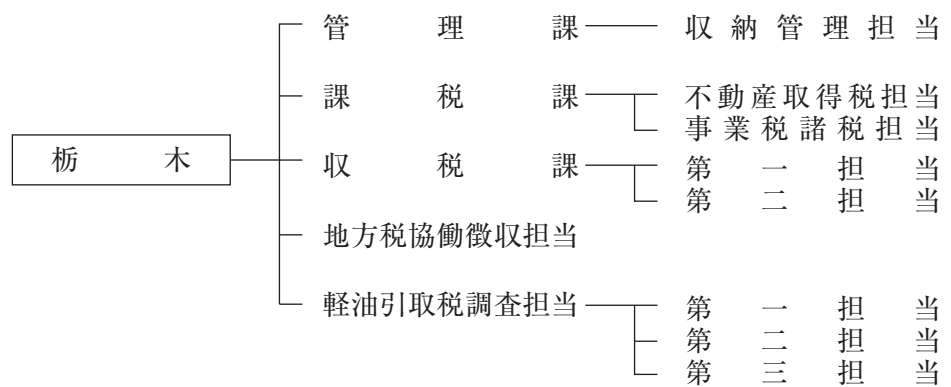 管理課 収納管理担当
課税課 不動産取得税担当
事業税諸税担当
栃木
収税課 第一担当
第二担当
地方税協働徴収担当
軽油引取税調査担当 第一担当
第二担当
第三担当